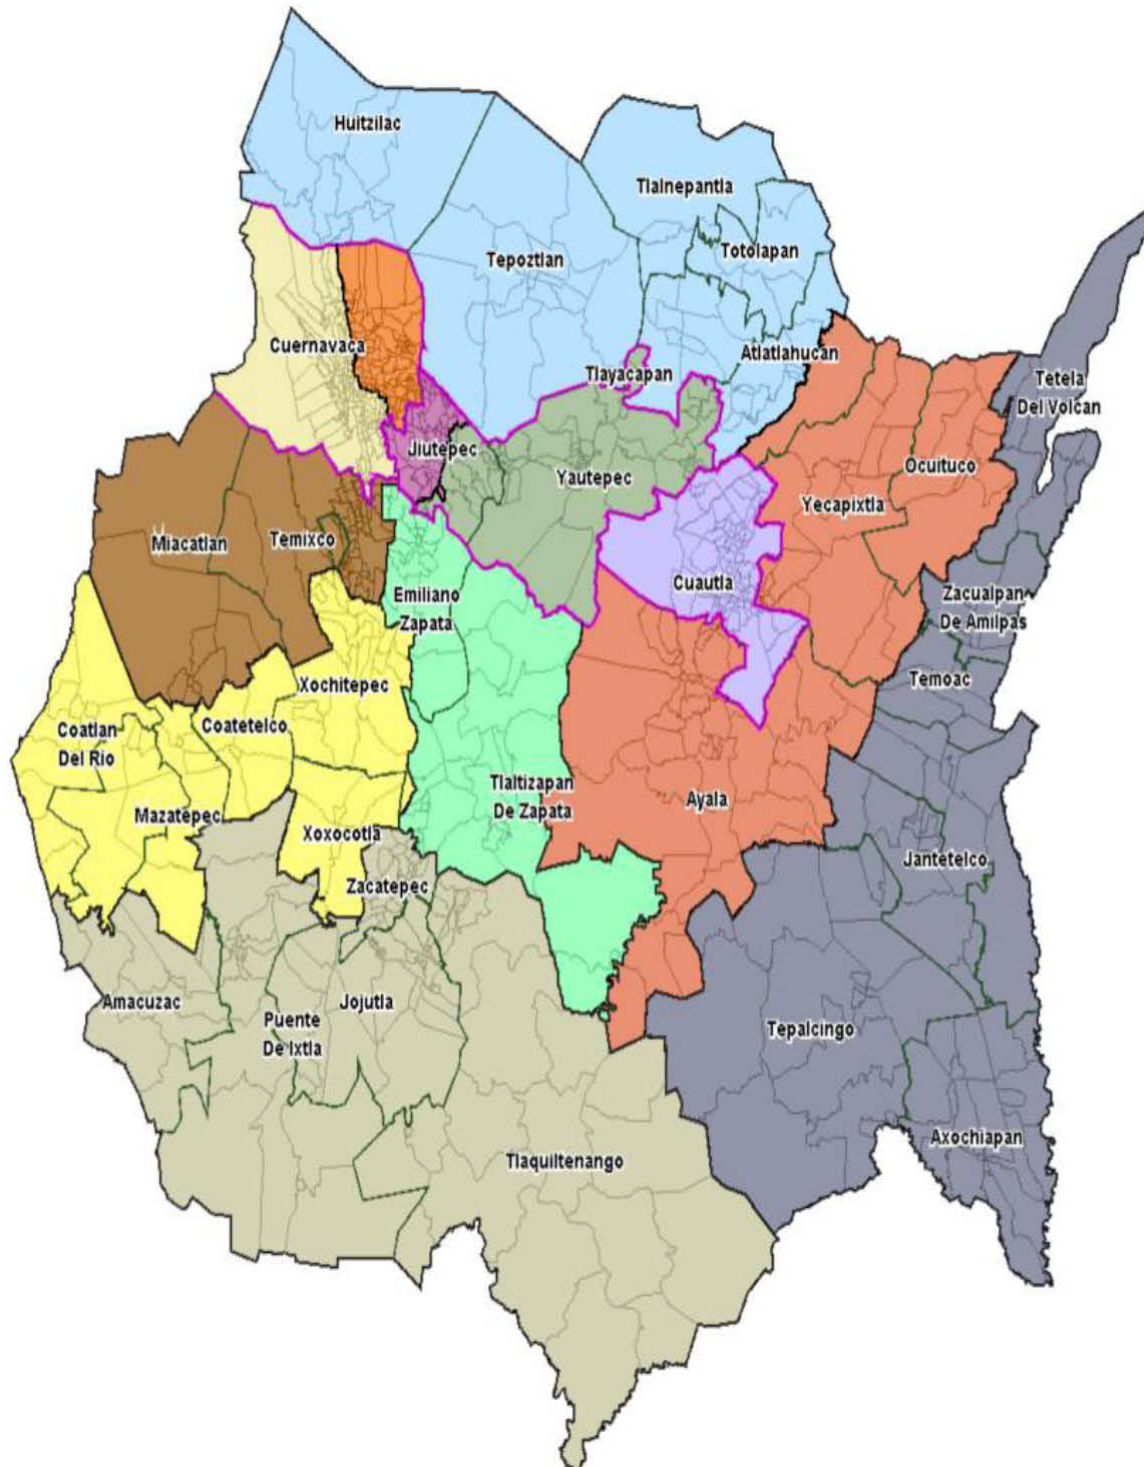 Huitzilac
Tlalnepantla
Totolapan
Tepoztlan
Cuernavaca
Atlatlahucan
Tlayacapan
Tetela
Del Volcan
Jiutepec
Ocuituco
Yautepec
Yecapixtla
Miacatlan
Temixco
Cuautla
Emiliano
Zapata
Zacualpan
De Amilpas
Xochitepec
Temoac
Coatlan
Del Rio
Coatetelco
Tlaltizapan
De Zapata
Ayala
Mazatepec
Xoxocotla
Jantetelco
Zacatepec
Amacuzac
Jojutla
Puente
De Ixtla
Tepalcingo
Axochiapan
Tlaquiltenango